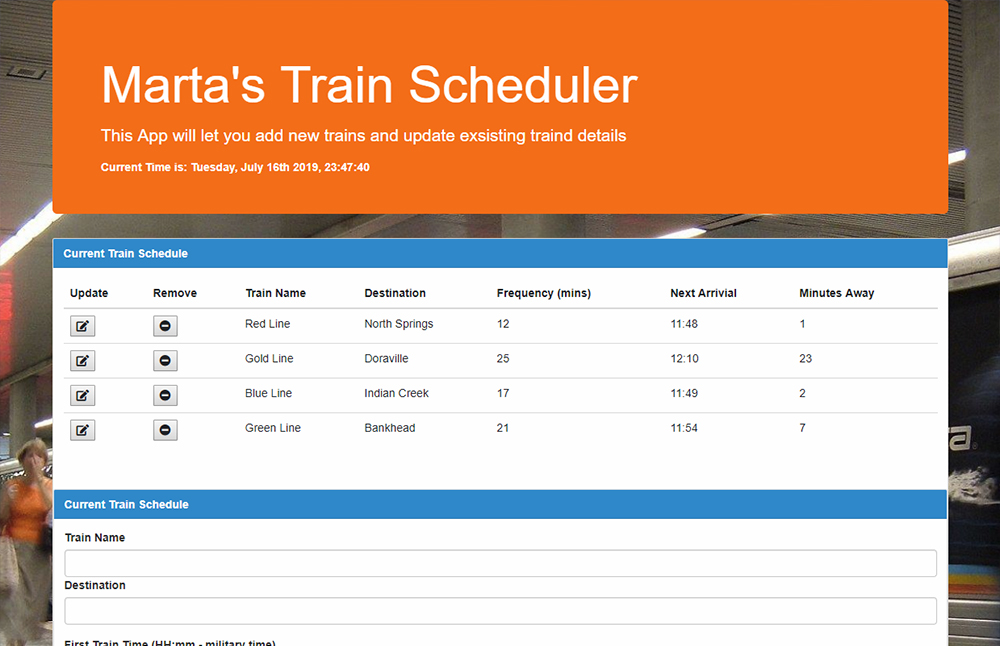 Marta's Train Scheduler
This App will let you add new trains and update exsisting traind details
Current Time is: Tuesday, July 16th 2019, 23:47:40
Current Train Schedule
Update Remove Train Name Destination Frequency (mins) Next Arrivial Minutes Away
Red Line North Springs 12 11:48 1
Gold Line Doraville 25 12:10 23
Blue Line Indian Creek 17 11:49 2
Green Line Bankhead 21 11:54 7
Current Train Schedule
Train Name
Destination
First Train Time (HH:mm - military time)